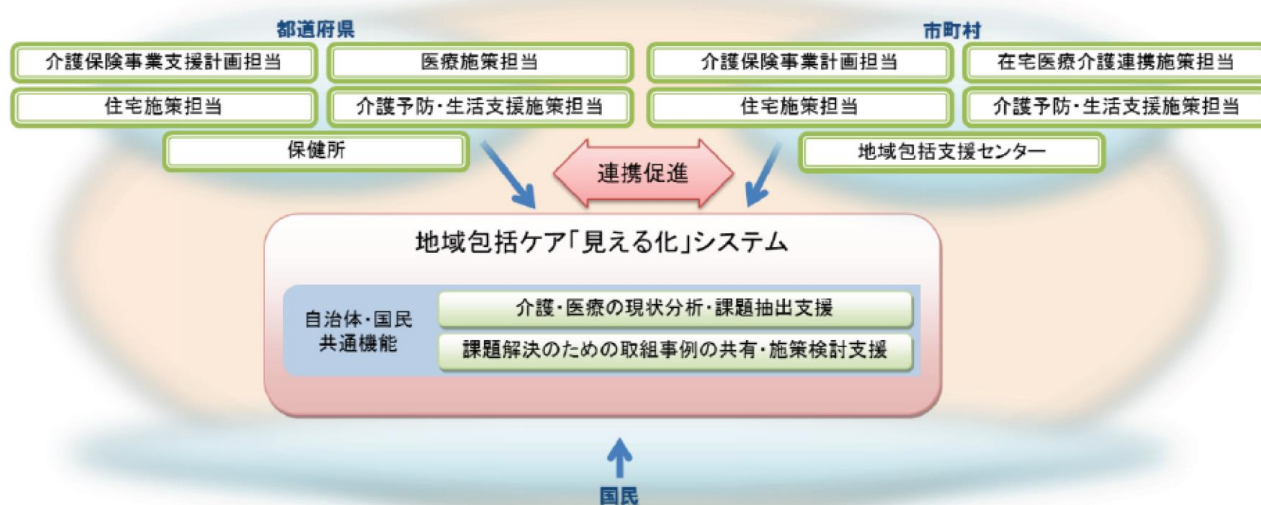 都道府県
介護保険事業支援計画担当
医療施策担当
住宅施策担当
介護予防・生活支援施策担当
保健所
市町村
介護保険事業計画担当
在宅医療介護連携施策担当
住宅施策担当
介護予防・生活支援施策担当
地域包括支援センター
連携促進
地域包括ケア「見える化」システム
自治体・国民
共通機能
介護・医療の現状分析・課題抽出支援
課題解決のための取組事例の共有・施策検討支援
国民